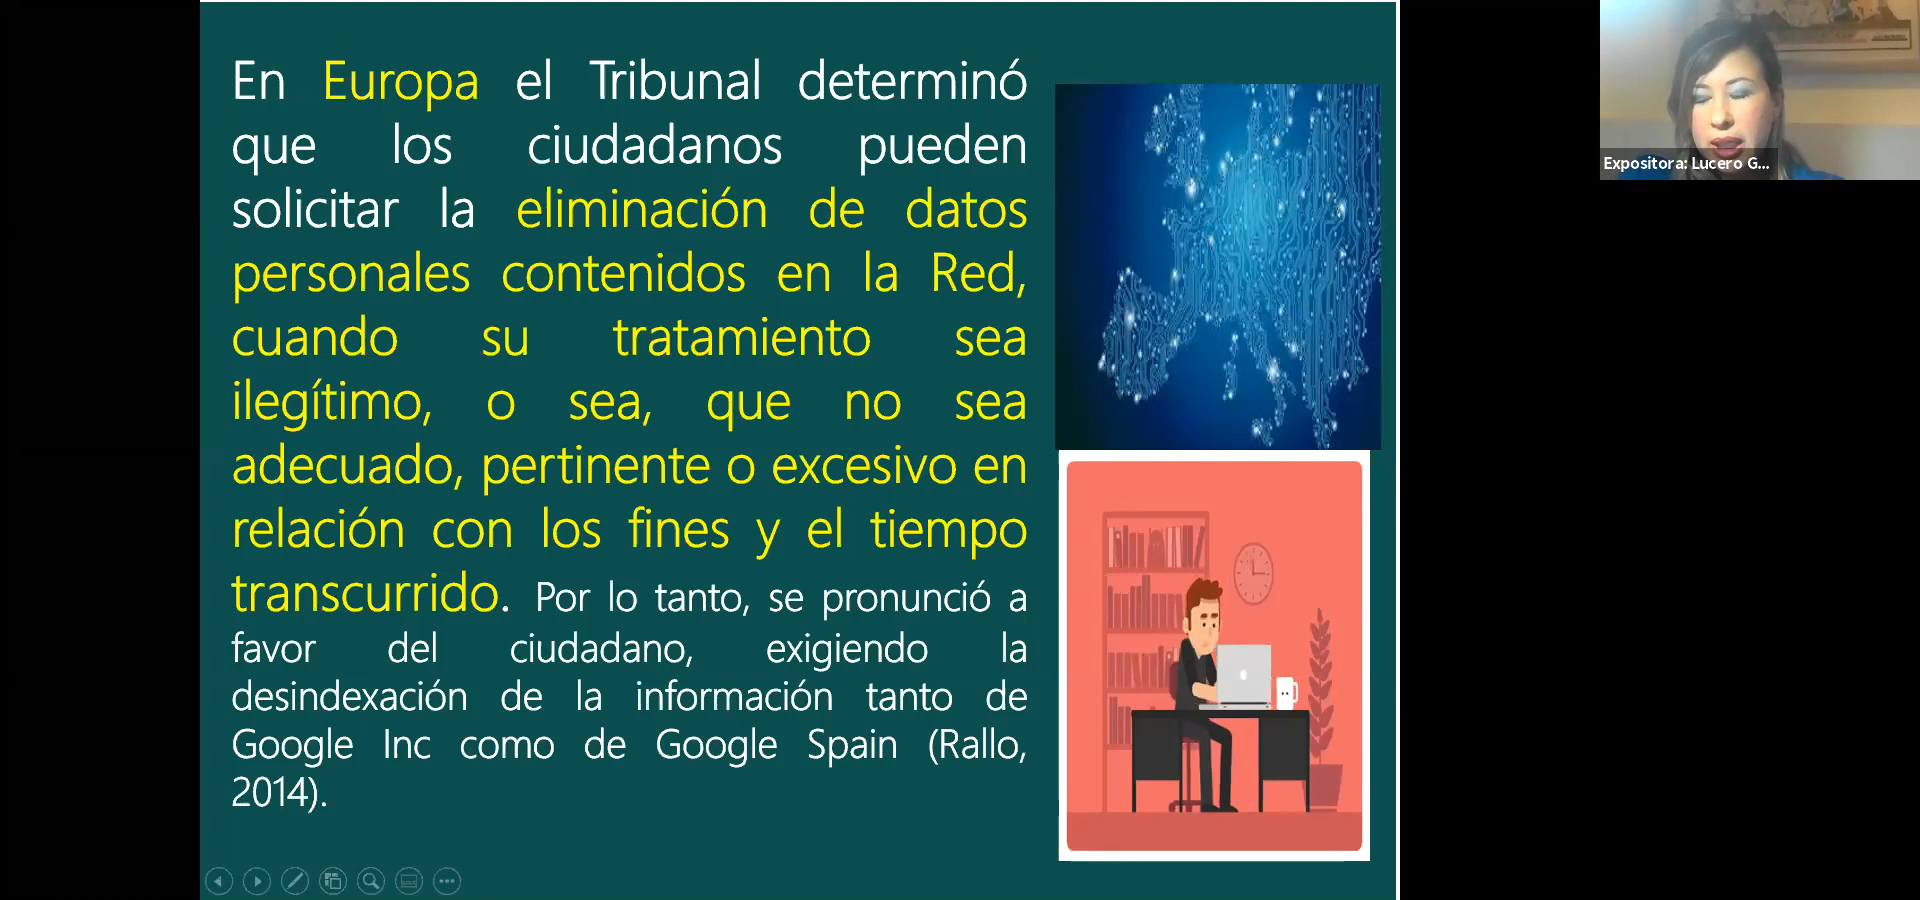 En Europa el Tribunal determinó
que los ciudadanos pueden
solicitar la eliminación de datos
personales contenidos en la Red,
cuando su tratamiento sea
ilegítimo, o sea, que no sea
adecuado, pertinente o excesivo en
relación con los fines y el tiempo
transcurrido. Por lo tanto, se pronunció a
favor del ciudadano, exigiendo la
desindexación de la información tanto de
Google Inc como de Google Spain (Rallo,
2014).
Expositora: Lucero G...